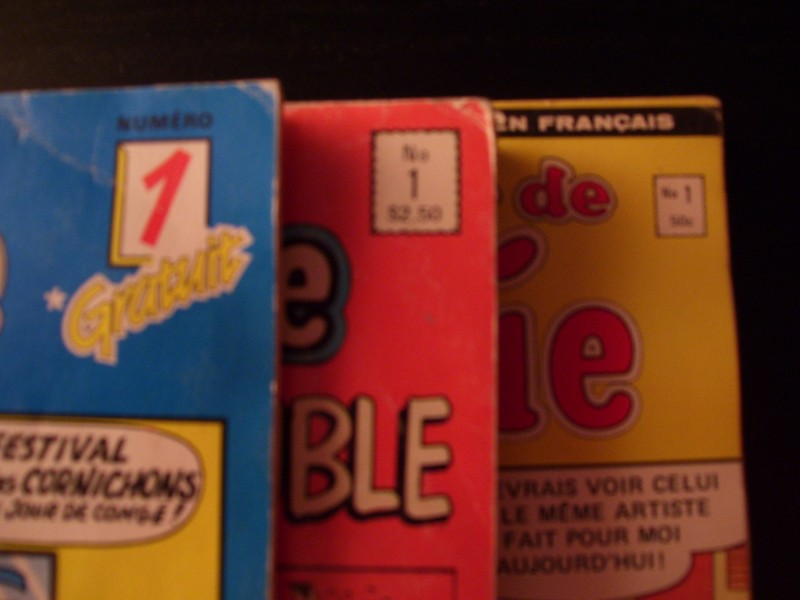 NUMÉRO
1
Gratuit
FESTIVAL
CORNICHONS
JOUR DE CONGÉ!
No
1
$2.50
e
BLE
EN FRANÇAIS
de
No 1
50¢
ie
VRAIS VOIR CELUI
LE MÊME ARTISTE
FAIT POUR MOI
AUJOURD'HUI!